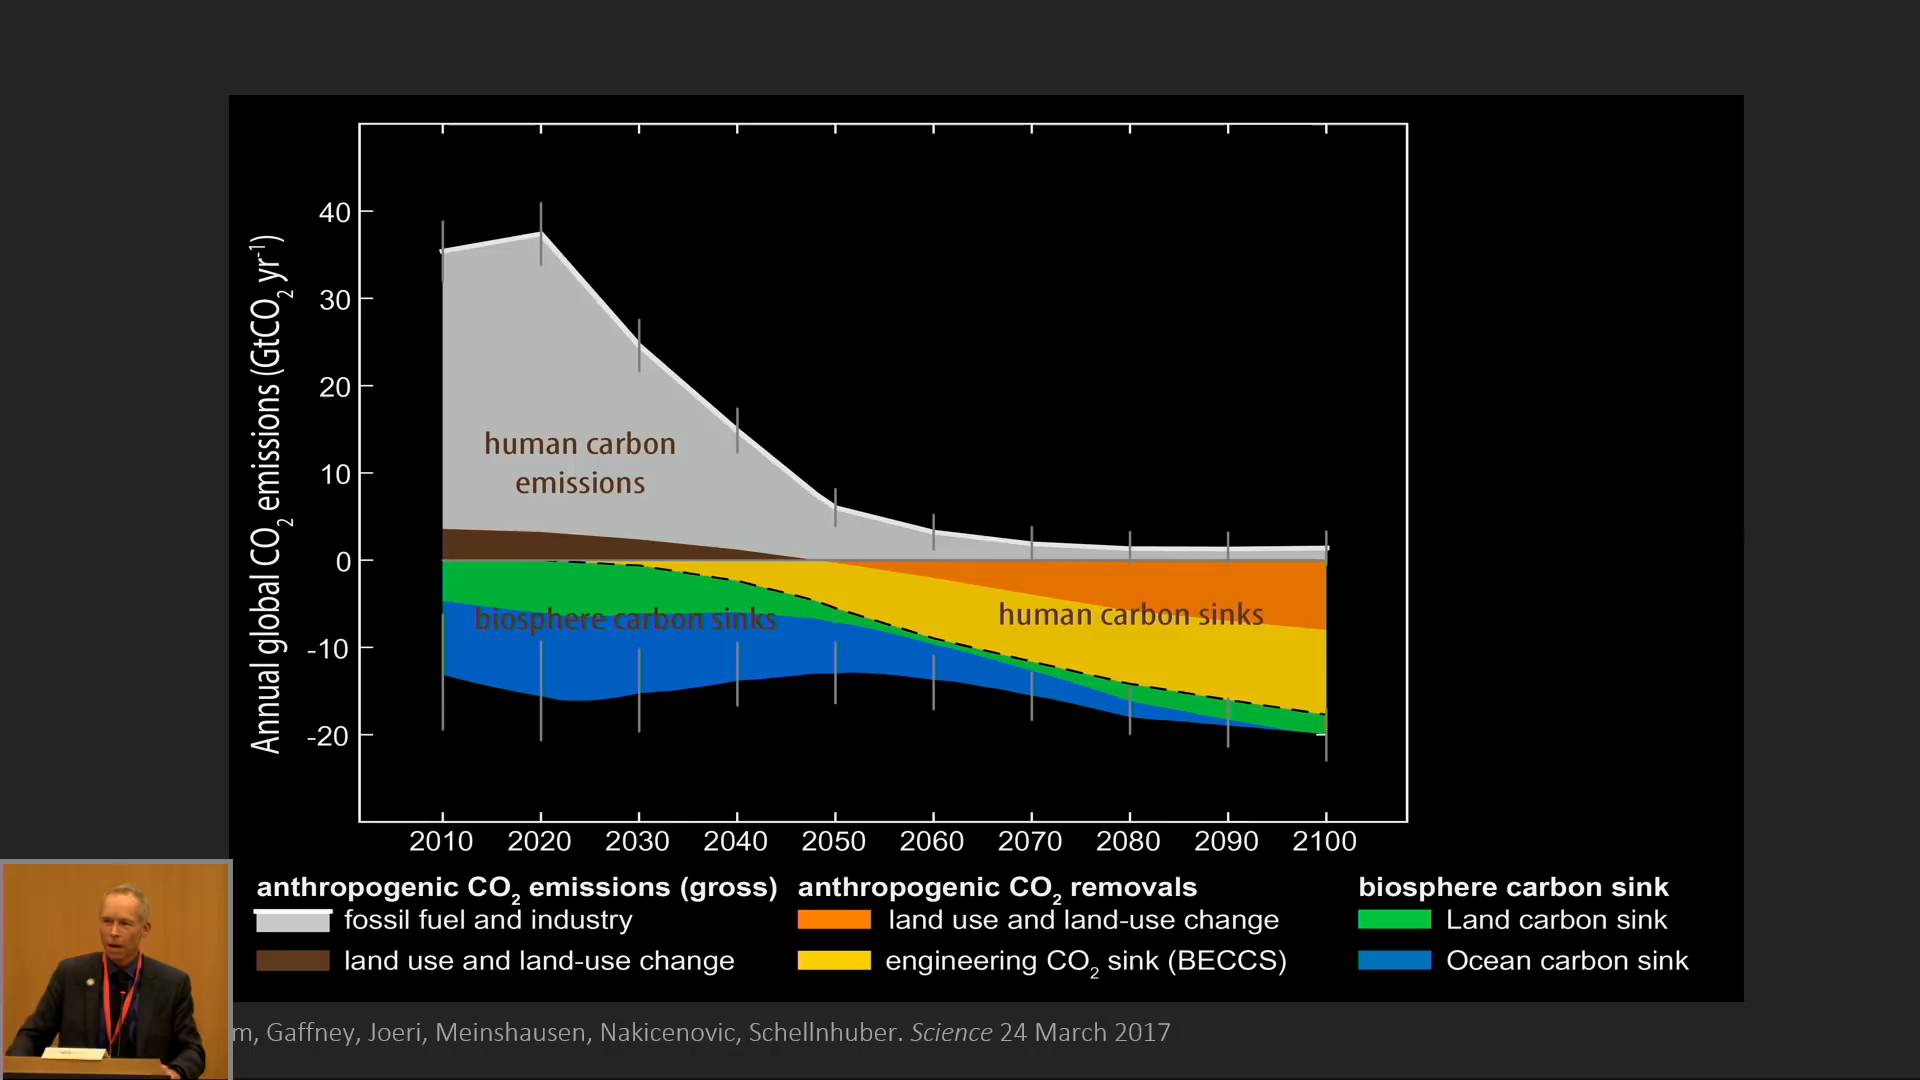 Annual global CO2 emissions (GtCO2 yr-1)
40
30
20
10
0
-10
-20
human carbon
emissions
biosphere carbon sinks
human carbon sinks
2010 2020 2030 2040 2050 2060 2070 2080 2090 2100
anthropogenic CO2 emissions (gross) anthropogenic CO2 removals biosphere carbon sink
fossil fuel and industry land use and land-use change Land carbon sink
land use and land-use change engineering CO2 sink (BECCS) Ocean carbon sink
Gaffney, Joeri, Meinshausen, Nakicenovic, Schellnhuber. Science 24 March 2017